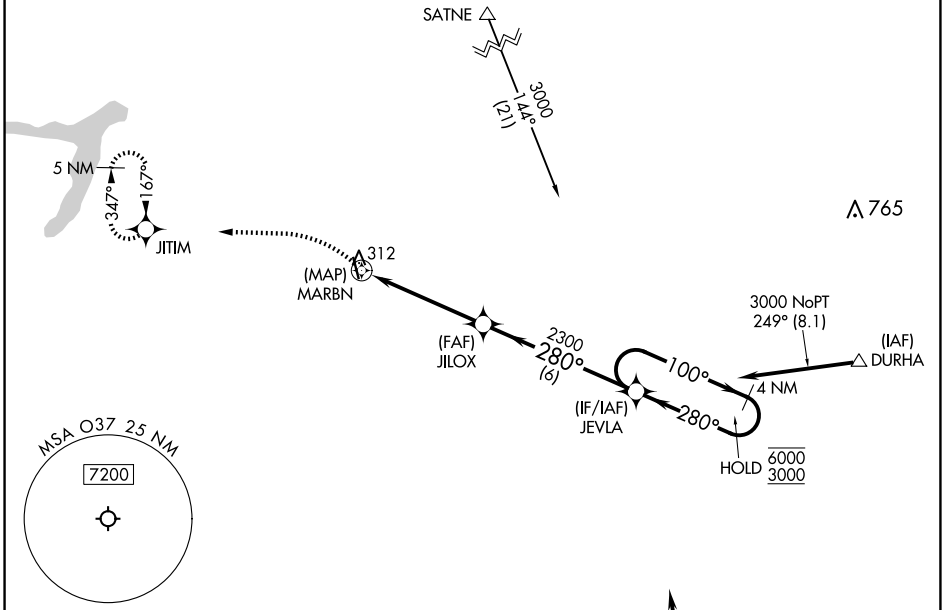 SATNE
3000
144°
(21)
5 NM
347°
167°
JITIM
765
312
(MAP)
MARBN
3000 NoPT
249° (8.1)
(IAF)
DURHA
(FAF)
JILOX
2300
280°
(6)
100°
4 NM
280°
(IF/IAF)
JEVLA
HOLD 6000
3000
MSA O37 25 NM
7200